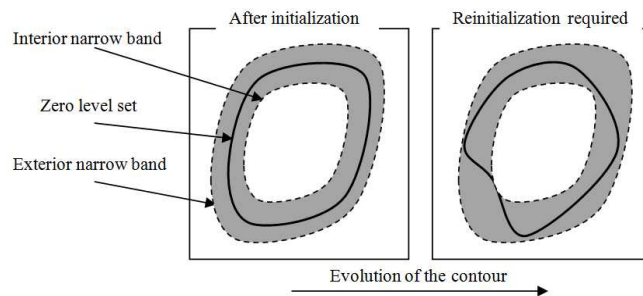 After initialization
Reinitialization required
Interior narrow band
Zero level set
Exterior narrow band
Evolution of the contour